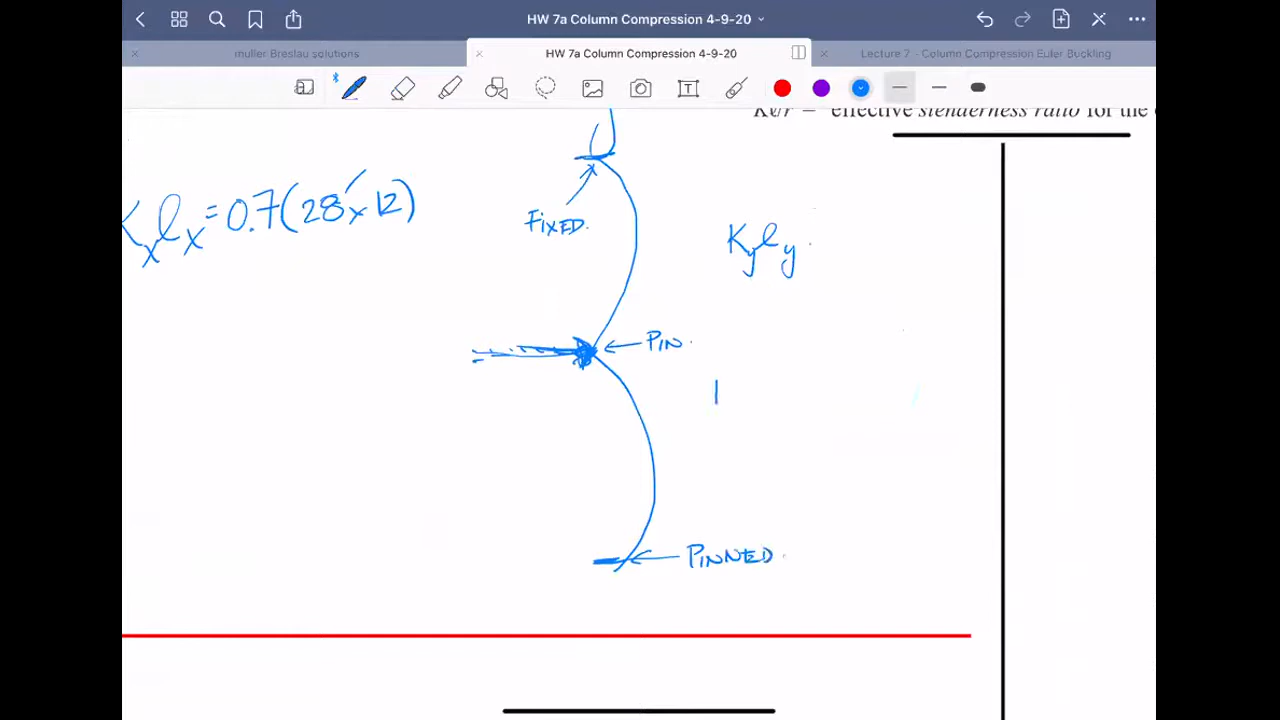 HW 7a Column Compression 4-9-20
muller Breslau solutions
HW 7a Column Compression 4-9-20
Lecture 7 - Column Compression Euler Buckling
T
Kℓ/r = effective slenderness ratio for the
Kxlx = 0.7(28'x12)
FIXED.
Kyly.
PIN.
PINNED.